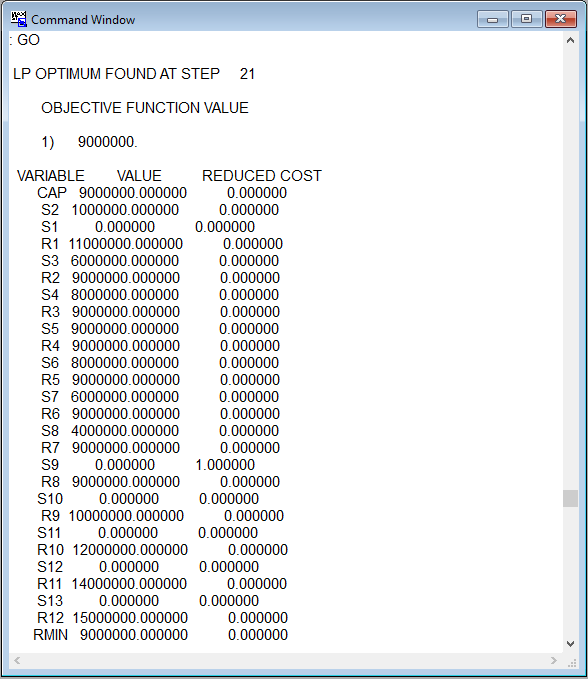 Command Window
: GO
LP OPTIMUM FOUND AT STEP 21
OBJECTIVE FUNCTION VALUE
1) 9000000.
VARIABLE VALUE REDUCED COST
CAP 9000000.000000 0.000000
S2 1000000.000000 0.000000
S1 0.000000 0.000000
R1 11000000.000000 0.000000
S3 6000000.000000 0.000000
R2 9000000.000000 0.000000
S4 8000000.000000 0.000000
R3 9000000.000000 0.000000
S5 9000000.000000 0.000000
R4 9000000.000000 0.000000
S6 8000000.000000 0.000000
R5 9000000.000000 0.000000
S7 6000000.000000 0.000000
R6 9000000.000000 0.000000
S8 4000000.000000 0.000000
R7 9000000.000000 0.000000
S9 0.000000 1.000000
R8 9000000.000000 0.000000
S10 0.000000 0.000000
R9 10000000.000000 0.000000
S11 0.000000 0.000000
R10 12000000.000000 0.000000
S12 0.000000 0.000000
R11 14000000.000000 0.000000
S13 0.000000 0.000000
R12 15000000.000000 0.000000
RMIN 9000000.000000 0.000000